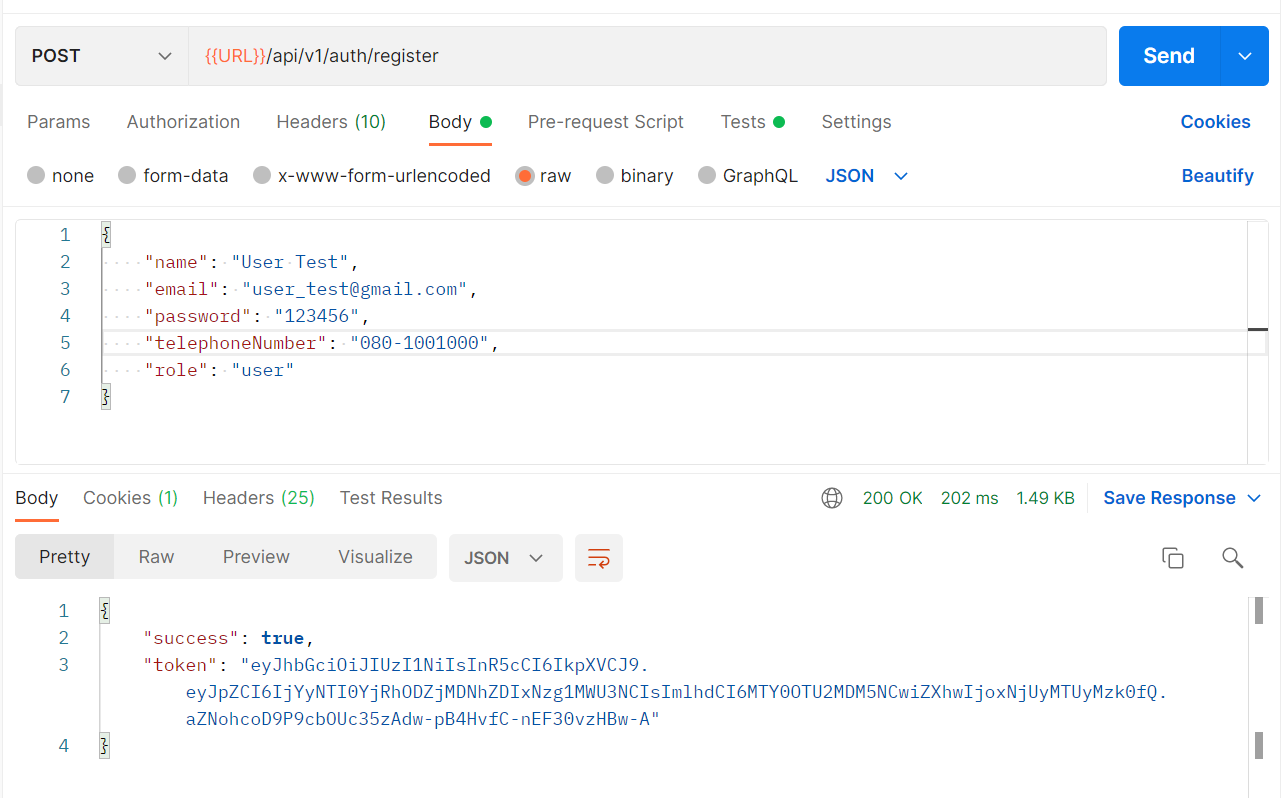 POST {{URL}}/api/v1/auth/register Send
Params Authorization Headers (10) Body Pre-request Script Tests Settings Cookies
none form-data x-www-form-urlencoded raw binary GraphQL JSON Beautify
1 {
2 "name": "User Test",
3 "email": "user_test@gmail.com",
4 "password": "123456",
5 "telephoneNumber": "080-1001000",
6 "role": "user"
7 }
Body Cookies (1) Headers (25) Test Results 200 OK 202 ms 1.49 KB Save Response
Pretty Raw Preview Visualize JSON
1 {
2 "success": true,
3 "token": "eyJhbGciOiJIUzI1NiIsInR5cCI6IkpXVCJ9.
eyJpZCI6IjYyNTI0YjRhODZjMDNhZDIxNzg1MWU3NCIsImlhdCI6MTY0OTU2MDM5NCwiZXhwIjoxNjUyMTUyMzk0fQ.
aZNohcoD9P9cbOUc35zAdw-pB4HvfC-nEF30vzHBw-A"
4 }